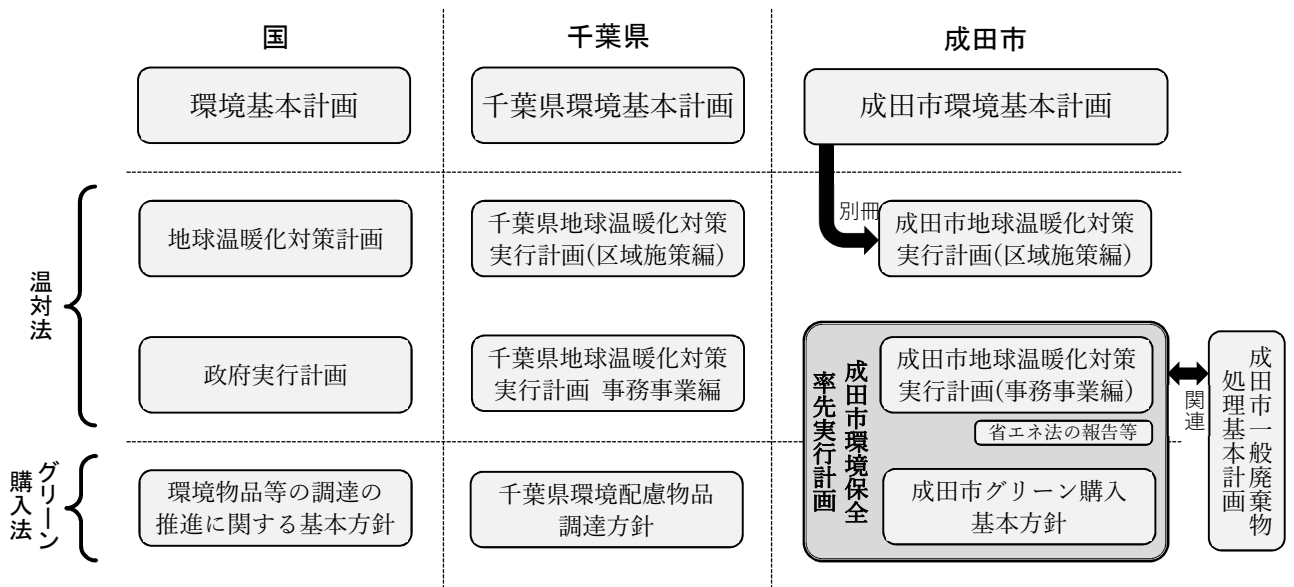 国
千葉県
成田市
環境基本計画
千葉県環境基本計画
成田市環境基本計画
温対法
地球温暖化対策計画
千葉県地球温暖化対策
実行計画(区域施策編)
別冊
成田市地球温暖化対策
実行計画(区域施策編)
政府実行計画
千葉県地球温暖化対策
実行計画 事務事業編
成田市環境保全
率先実行計画
成田市地球温暖化対策
実行計画(事務事業編)
省エネ法の報告等
関連
成田市一般廃棄物
処理基本計画
グリーン
購入法
環境物品等の調達の
推進に関する基本方針
千葉県環境配慮物品
調達方針
成田市グリーン購入
基本方針